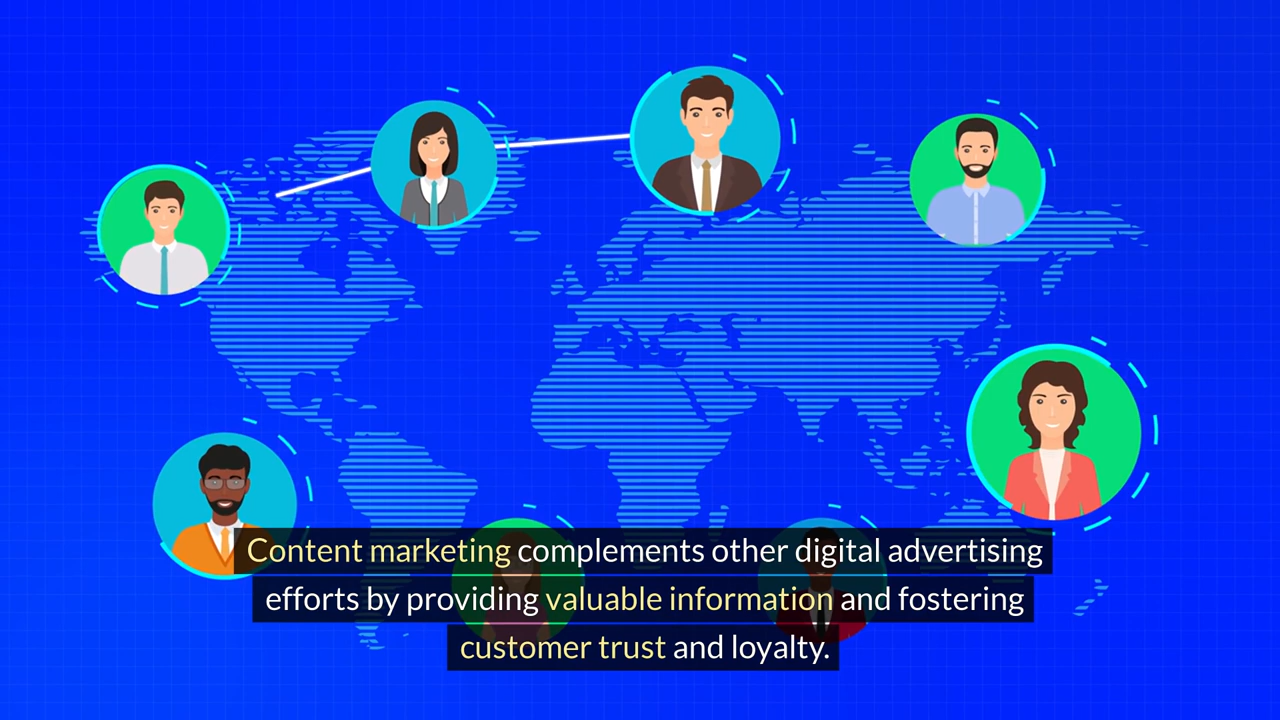 Content marketing complements other digital advertising
efforts by providing valuable information and fostering
customer trust and loyalty.